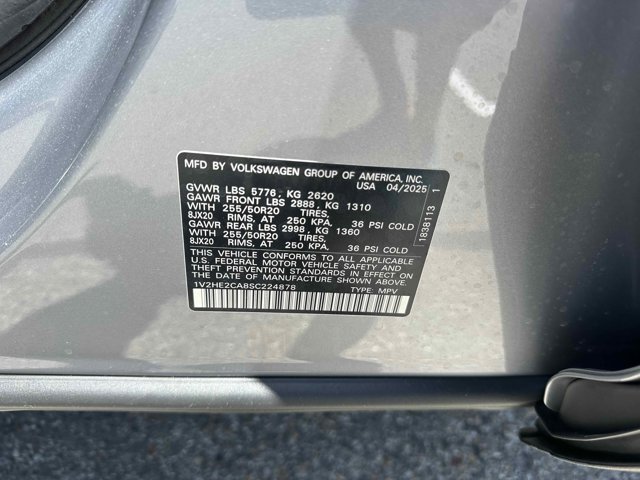 MFD BY VOLKSWAGEN GROUP OF AMERICA, INC.
USA 04/2025
GVWR LBS 5776, KG 2620
GAWR FRONT LBS 2888, KG 1310
WITH 255/50R20 TIRES,
8JX20 RIMS, AT 250 KPA, 36 PSI COLD
GAWR REAR LBS 2998, KG 1360
WITH 255/50R20 TIRES,
8JX20 RIMS, AT 250 KPA, 36 PSI COLD
THIS VEHICLE CONFORMS TO ALL APPLICABLE
U.S. FEDERAL MOTOR VEHICLE SAFETY AND
THEFT PREVENTION STANDARDS IN EFFECT ON
THE DATE OF MANUFACTURE SHOWN ABOVE
1V2HE2CA8SC224878 TYPE: MPV
1838113 1